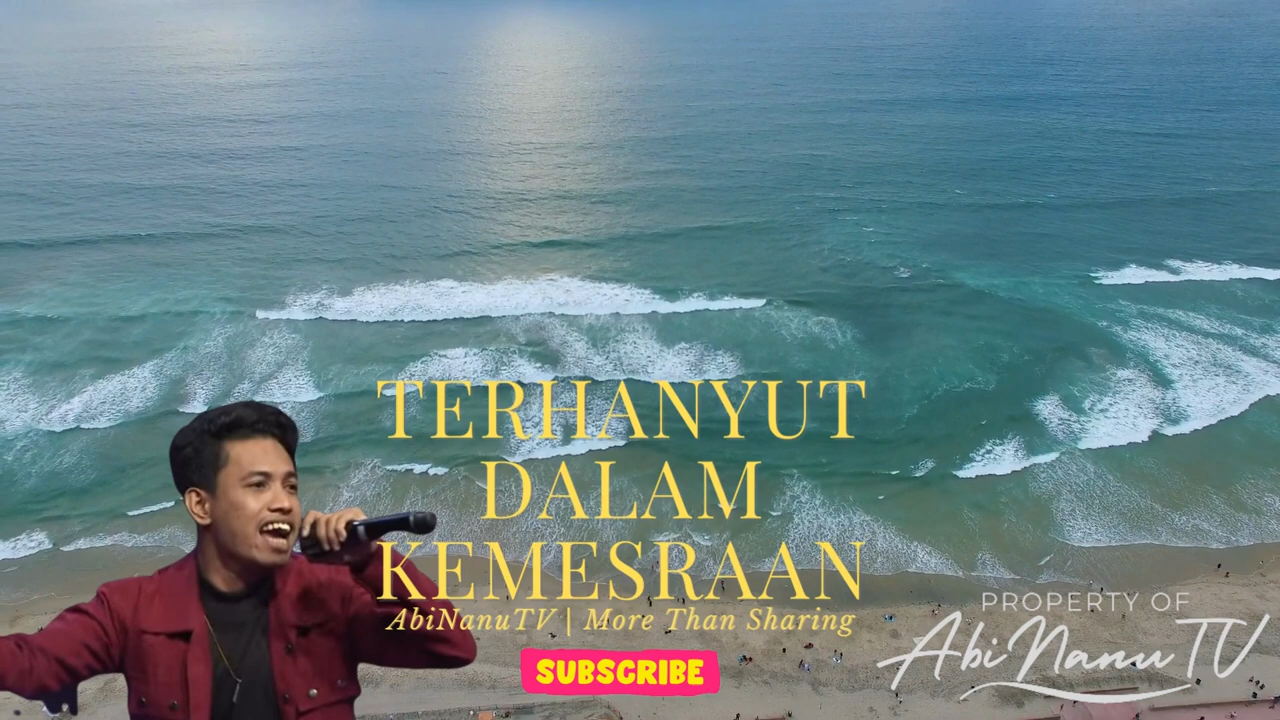 TERHANYUT
DALAM
KEMESRAAN
AbiNanuTV | More Than Sharing
SUBSCRIBE
PROPERTY OF
AbiNanuTV